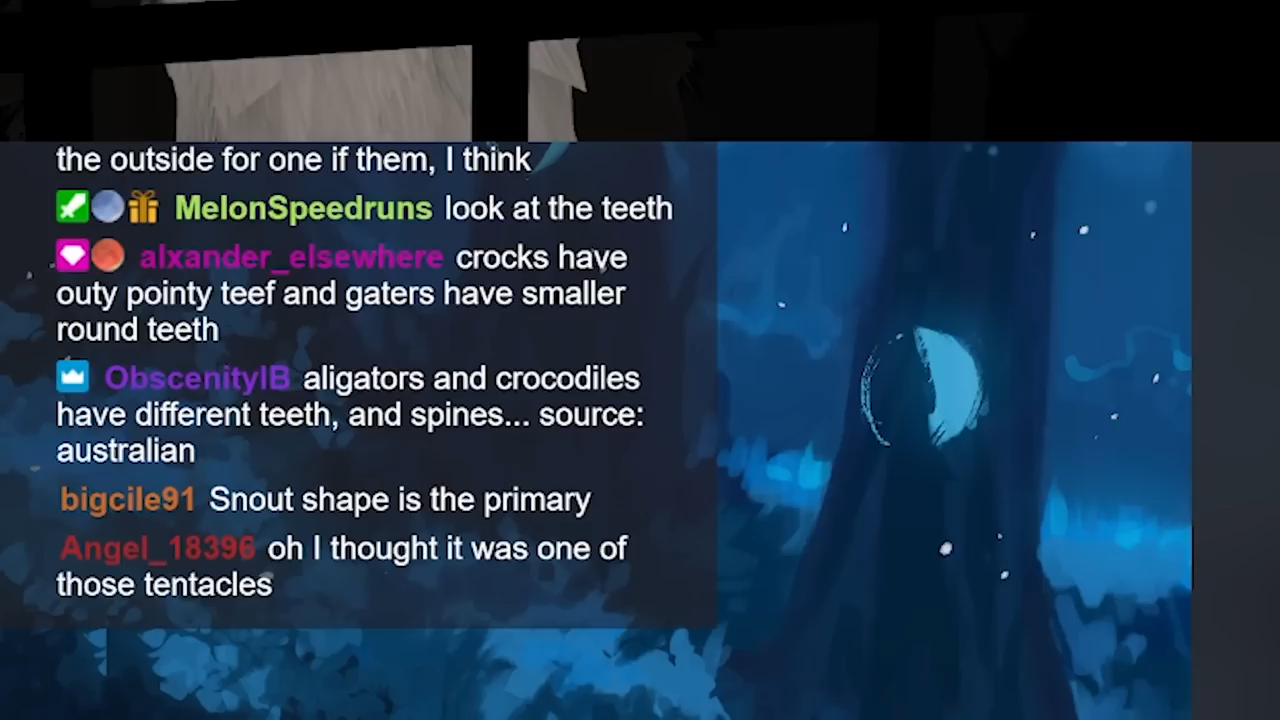 the outside for one if them, I think
MelonSpeedruns look at the teeth
alxander_elsewhere crocks have
outy pointy teef and gaters have smaller
round teeth
ObscenityIB aligators and crocodiles
have different teeth, and spines... source:
australian
bigcile91 Snout shape is the primary
Angel_18396 oh I thought it was one of
those tentacles